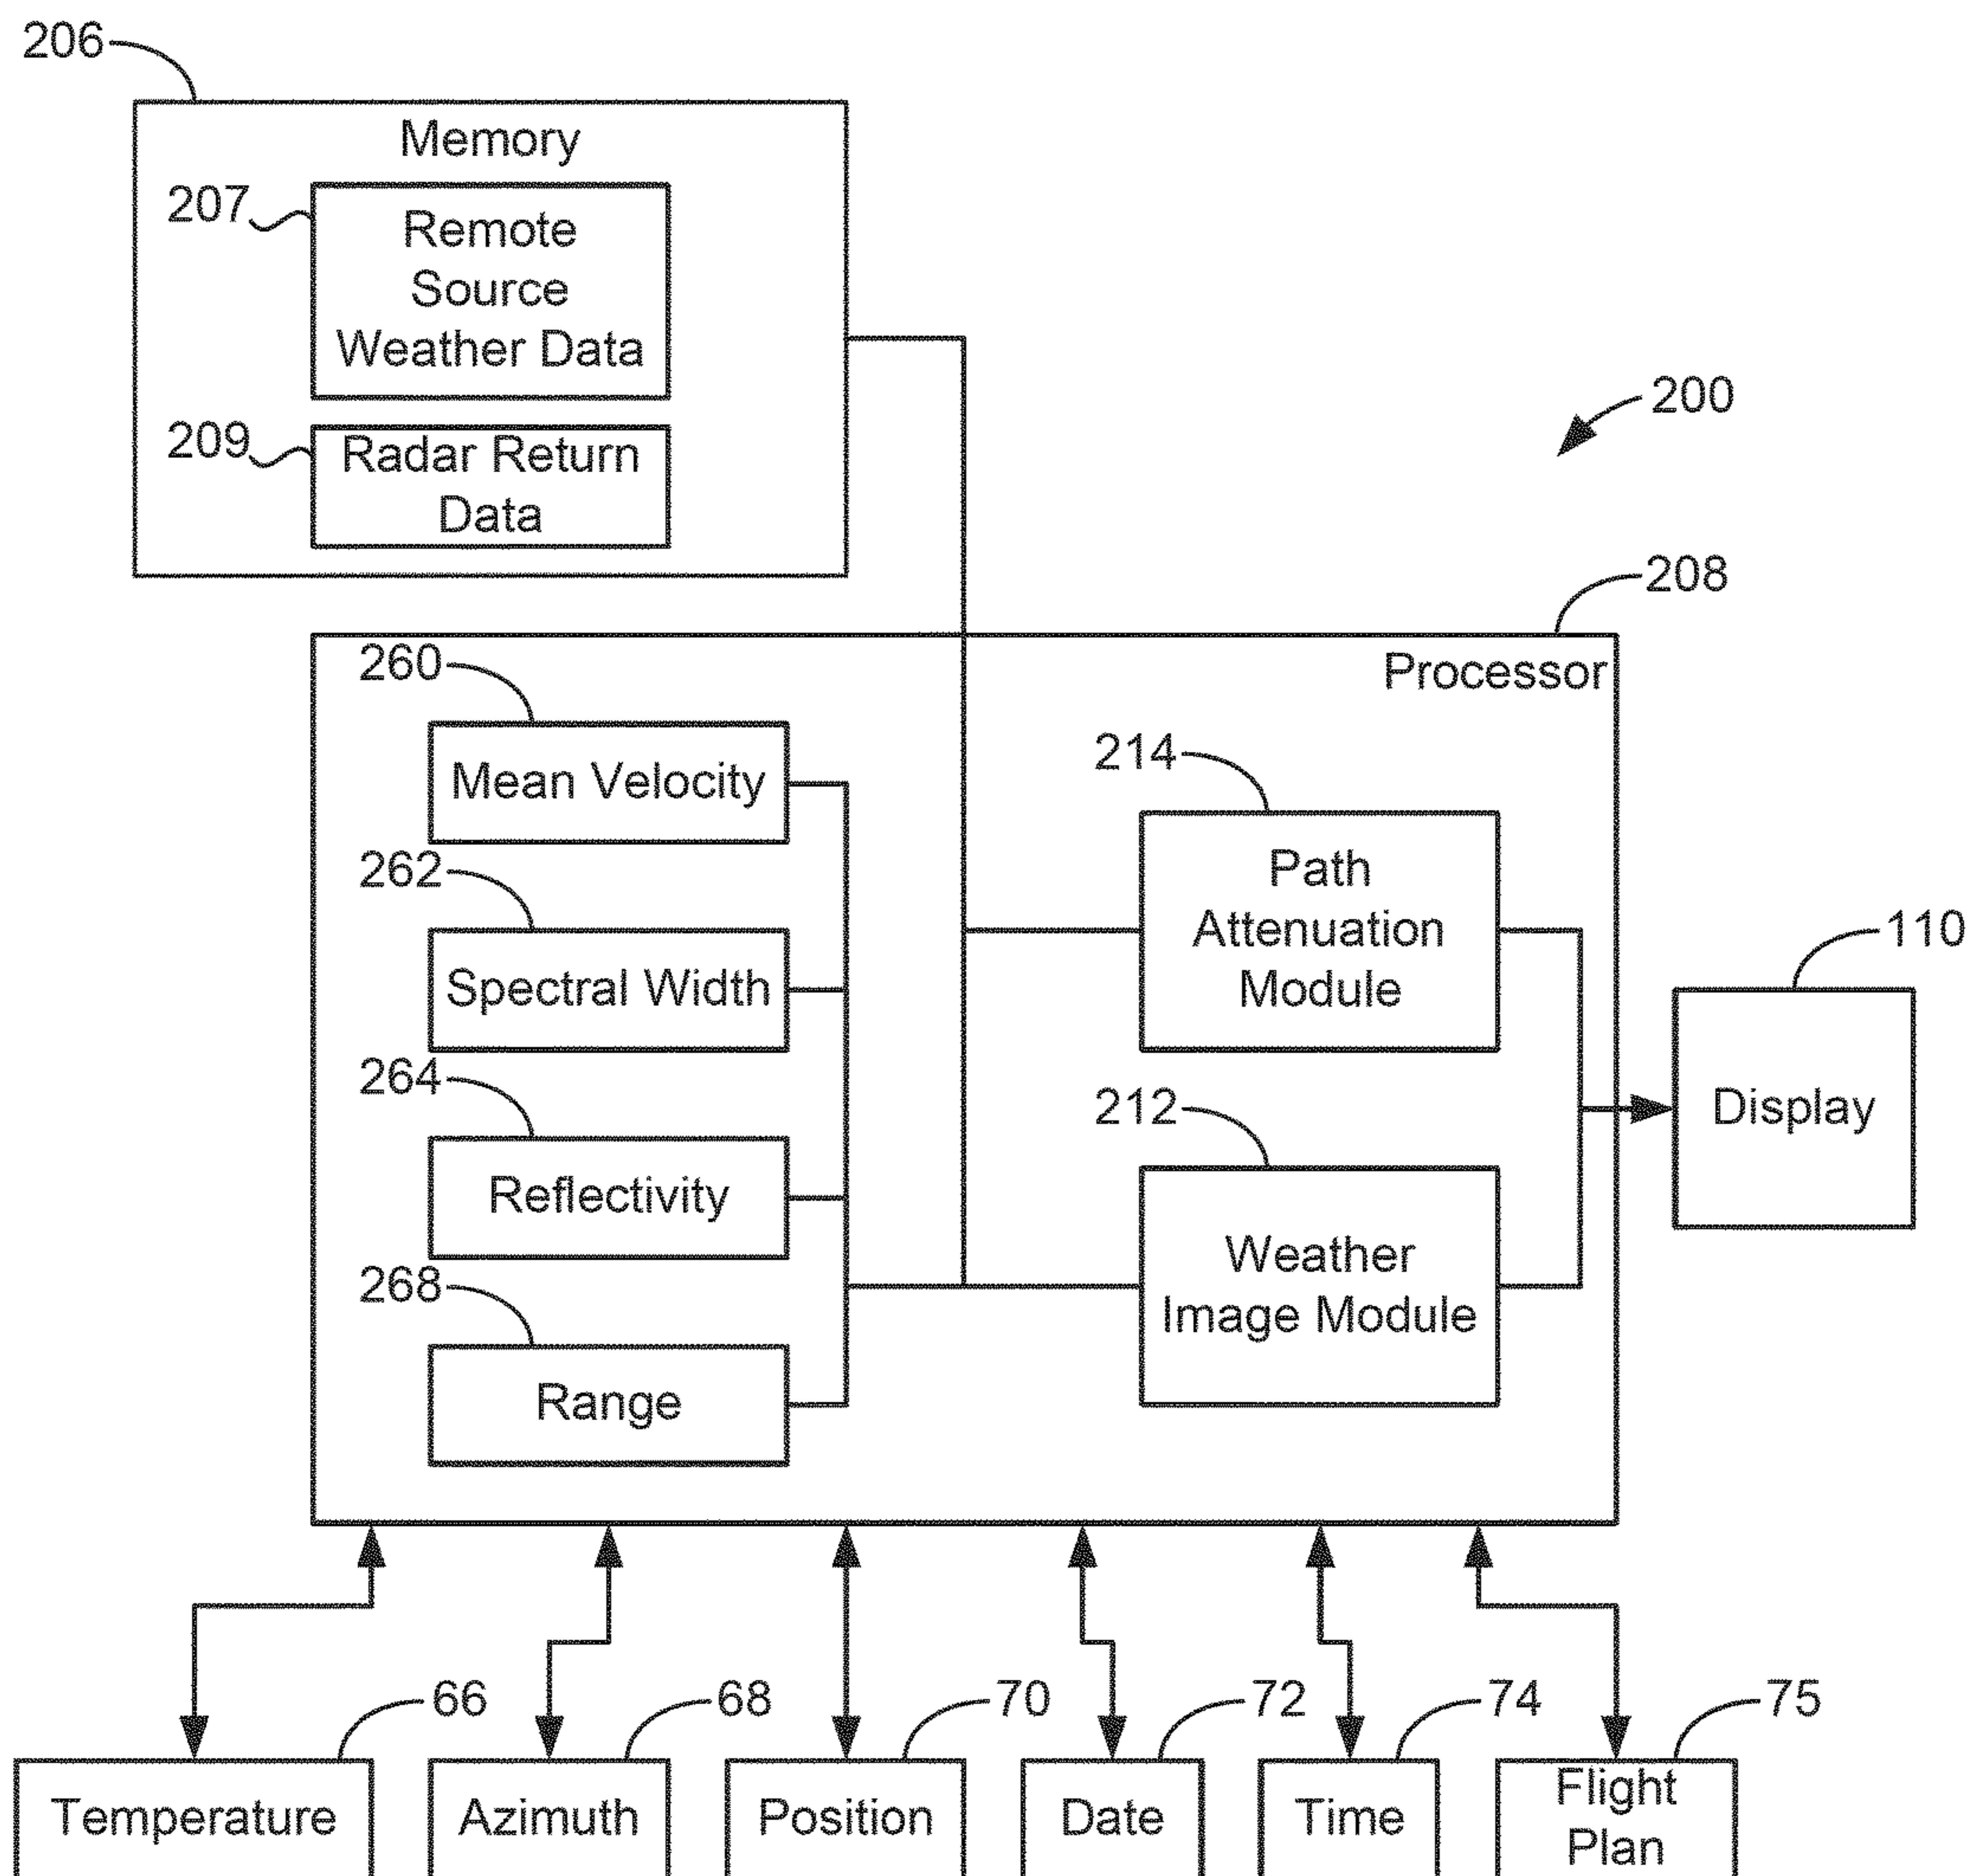 206
Memory
207
Remote
Source
Weather Data
209
Radar Return
Data
200
208
Processor
260
Mean Velocity
262
Spectral Width
264
Reflectivity
268
Range
214
Path
Attenuation
Module
212
Weather
Image Module
110
Display
66
Temperature
68
Azimuth
70
Position
72
Date
74
Time
75
Flight
Plan